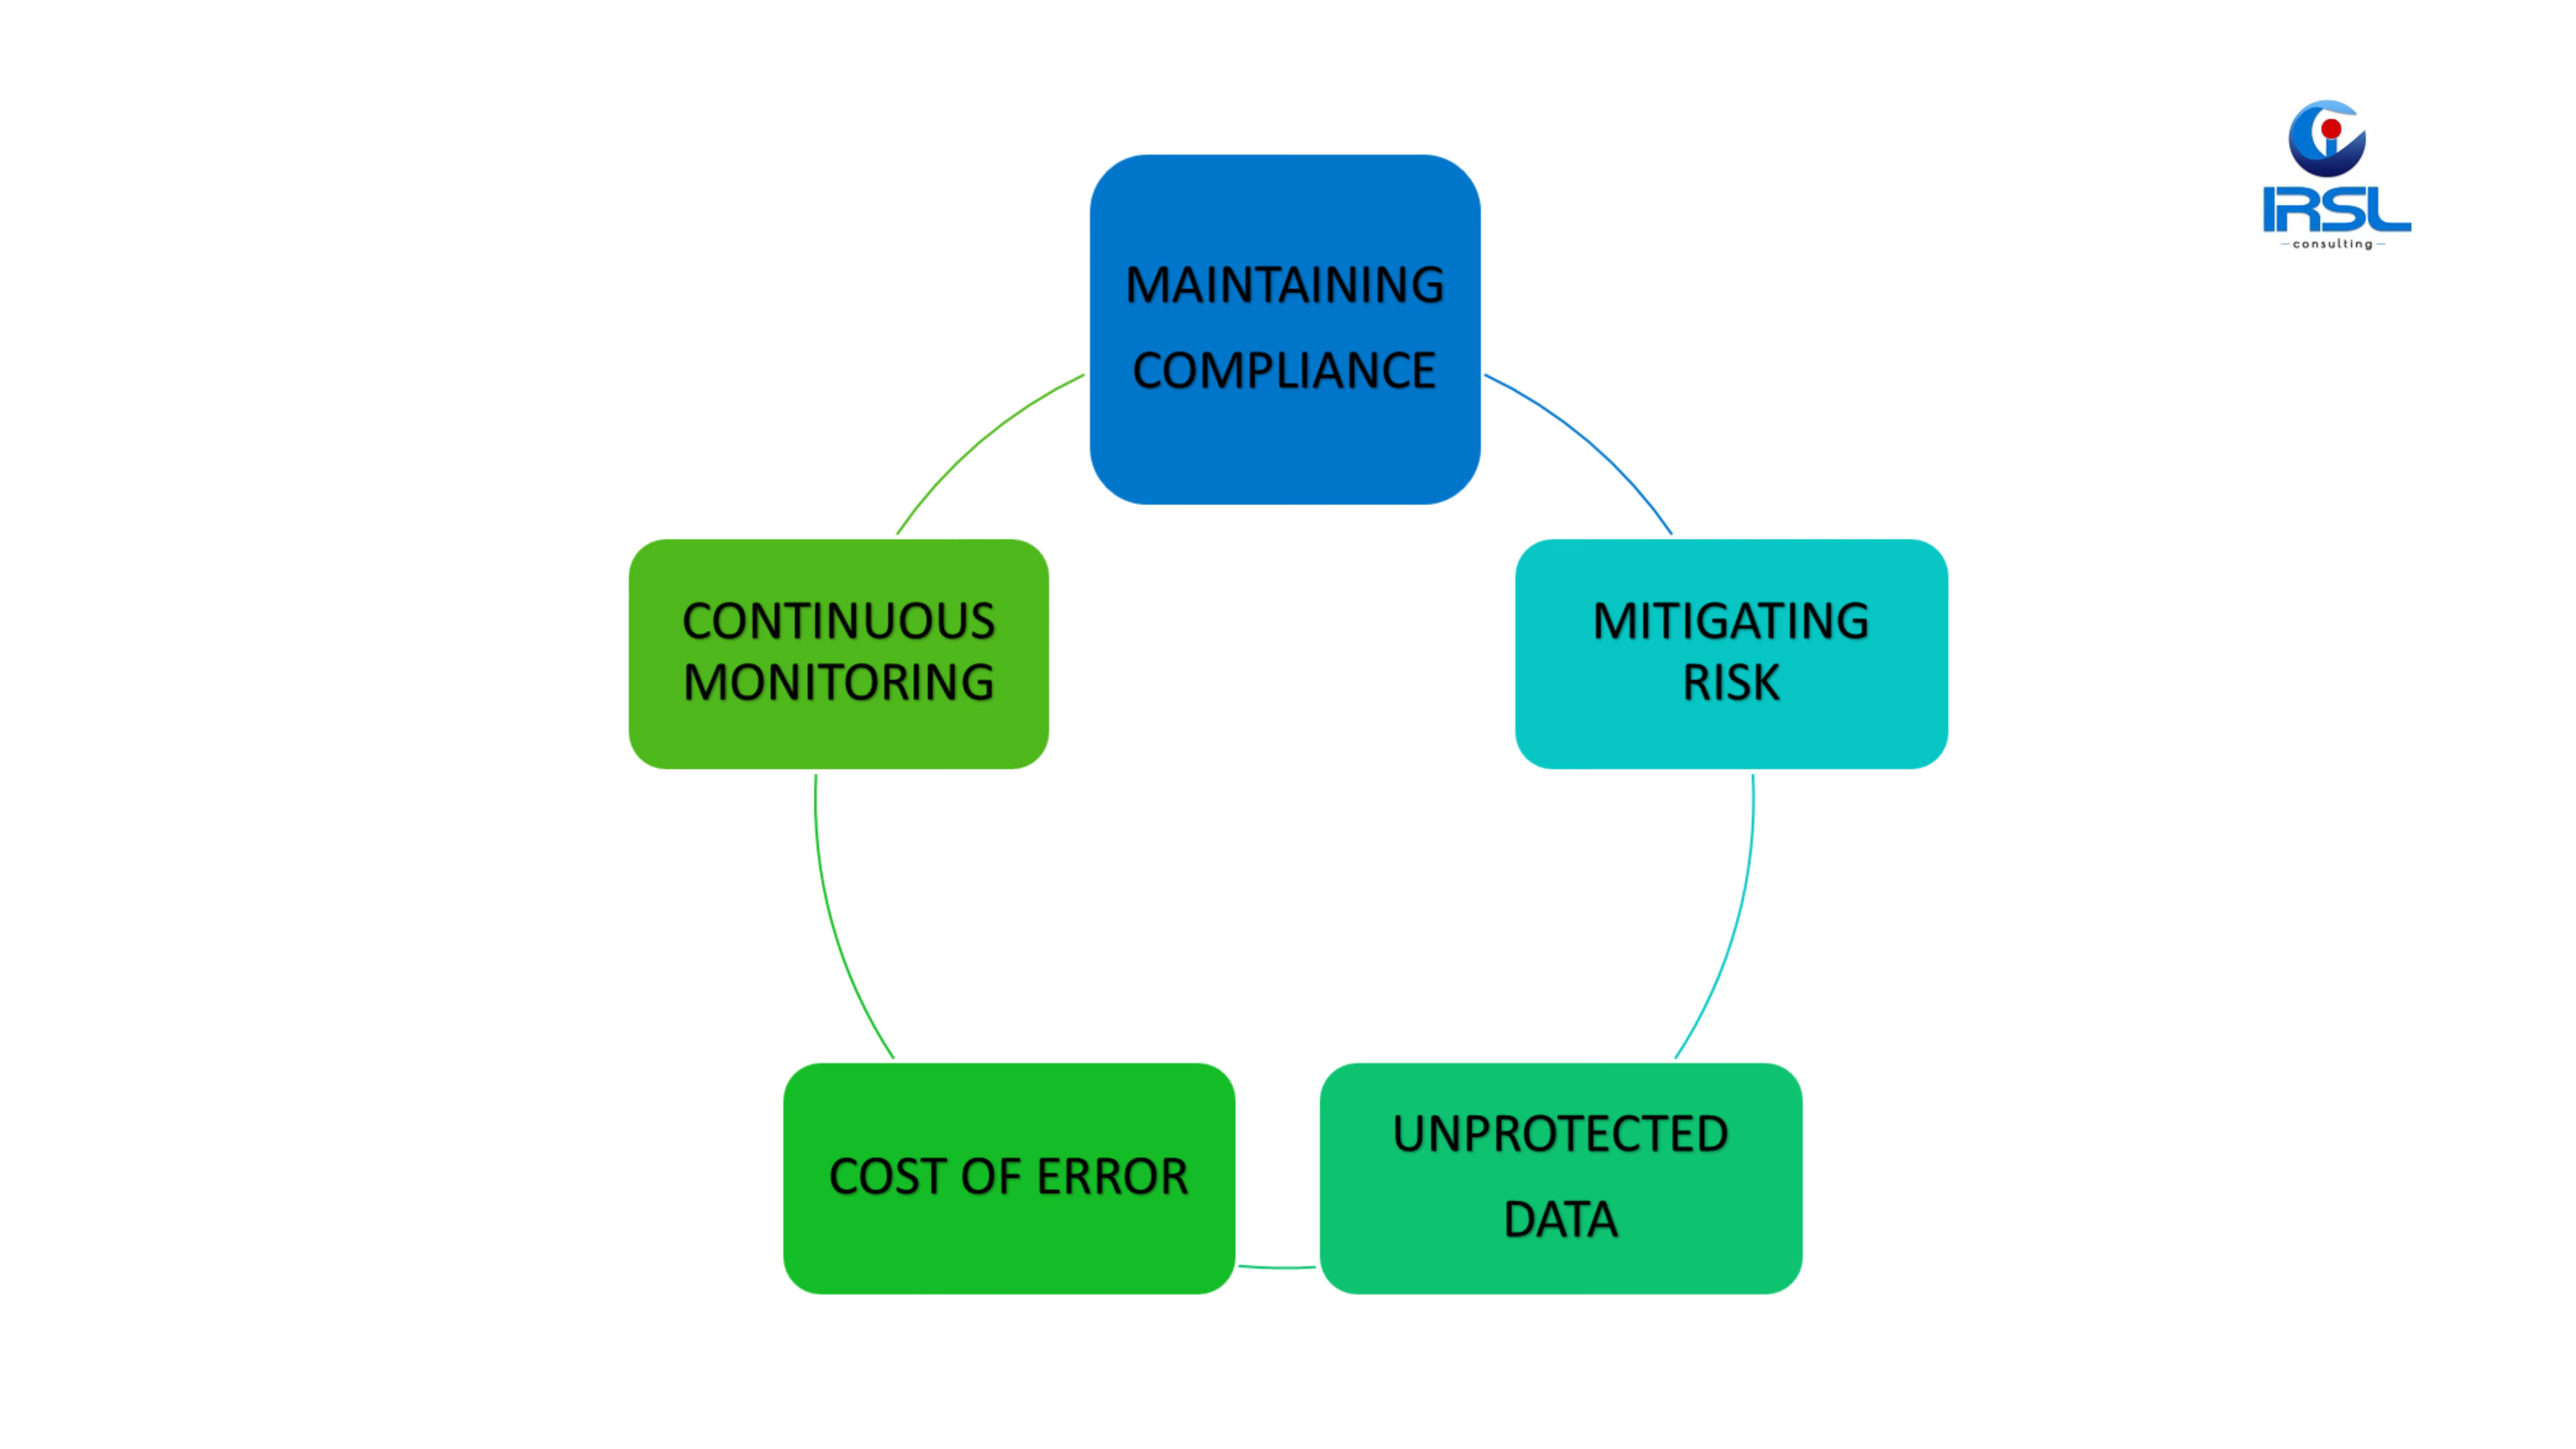 IRSL
consulting
MAINTAINING
COMPLIANCE
CONTINUOUS
MONITORING
MITIGATING
RISK
COST OF ERROR
UNPROTECTED
DATA